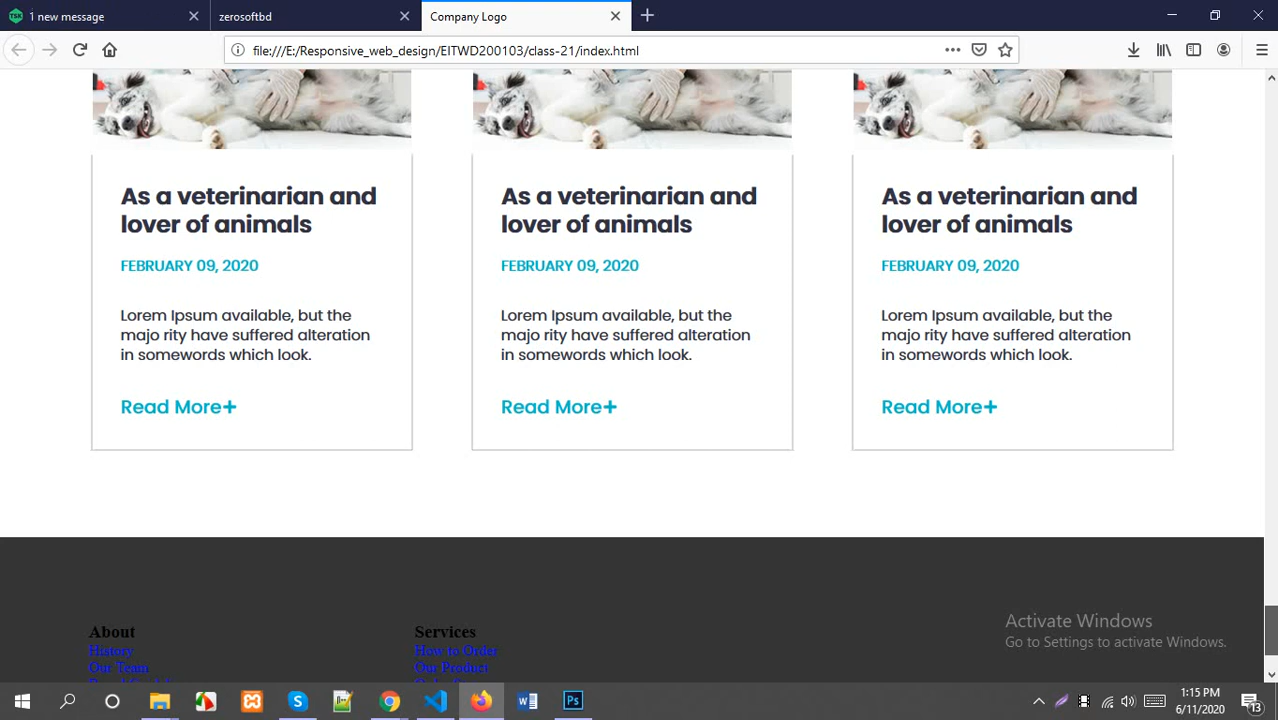 1 new message
zerosoftbd
Company Logo
file:///E:/Responsive_web_design/EITWD200103/class-21/index.html
As a veterinarian and
lover of animals
FEBRUARY 09, 2020
Lorem Ipsum available, but the
majo rity have suffered alteration
in somewords which look.
Read More+
As a veterinarian and
lover of animals
FEBRUARY 09, 2020
Lorem Ipsum available, but the
majo rity have suffered alteration
in somewords which look.
Read More+
As a veterinarian and
lover of animals
FEBRUARY 09, 2020
Lorem Ipsum available, but the
majo rity have suffered alteration
in somewords which look.
Read More+
About
History
Our Team
Services
How to Order
Our Product
Activate Windows
Go to Settings to activate Windows.
1:15 PM
6/11/2020
13